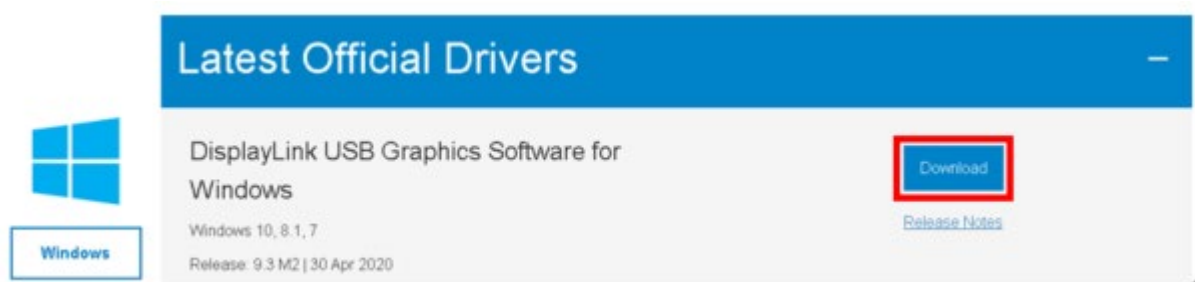 Latest Official Drivers
DisplayLink USB Graphics Software for
Windows
Windows 10, 8.1, 7
Release: 9.3 M2 | 30 Apr 2020
Download
Release Notes
Windows